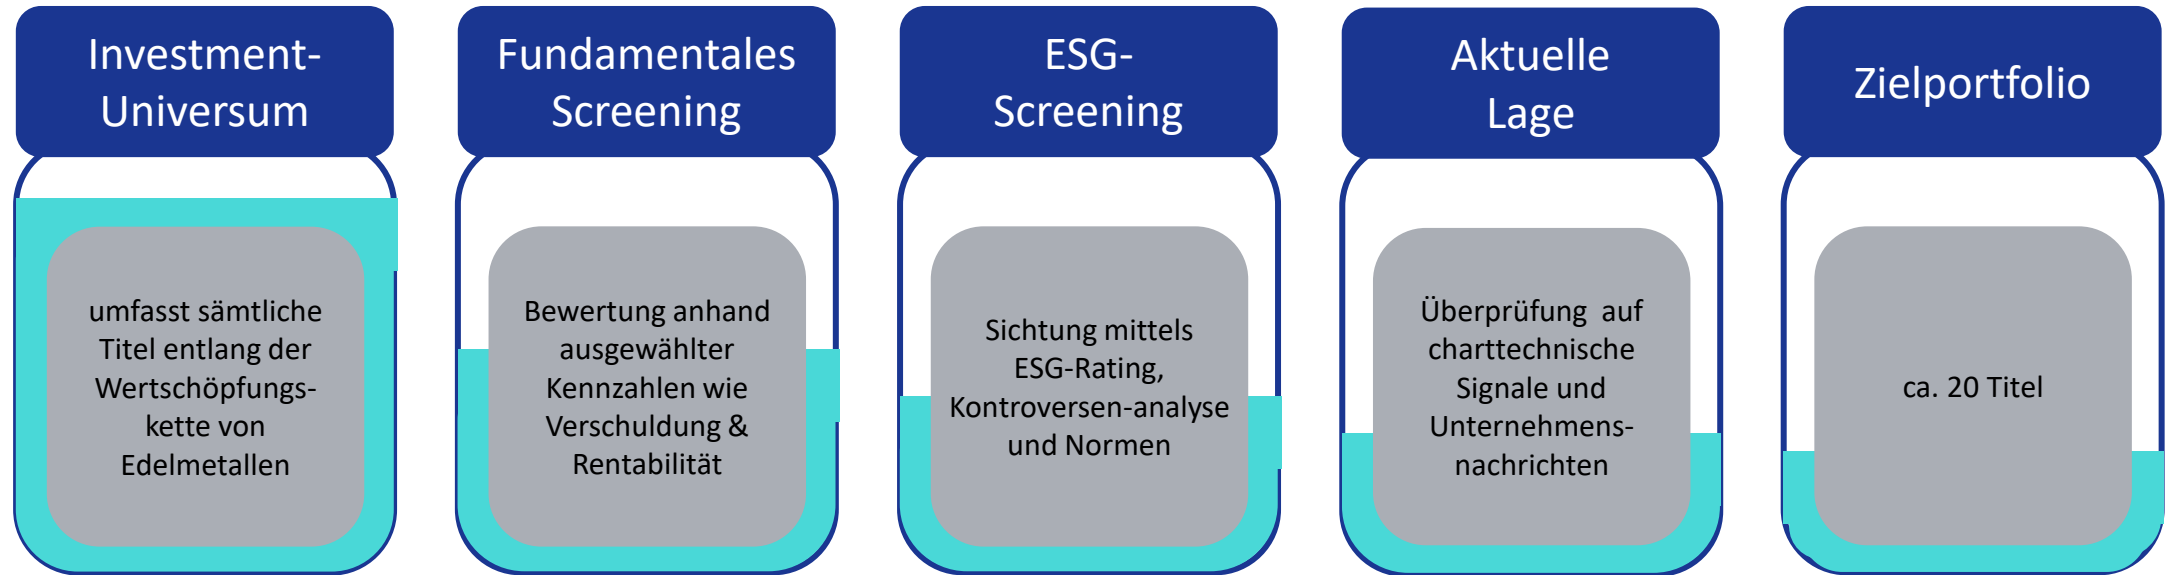 Investment-
Universum
umfasst sämtliche
Titel entlang der
Wertschöpfungs-
kette von
Edelmetallen
Fundamentales
Screening
Bewertung anhand
ausgewählter
Kennzahlen wie
Verschuldung &
Rentabilität
ESG-
Screening
Sichtung mittels
ESG-Rating,
Kontroversen-analyse
und Normen
Aktuelle
Lage
Überprüfung  auf
charttechnische
Signale und
Unternehmens-
nachrichten
Zielportfolio
ca. 20 Titel